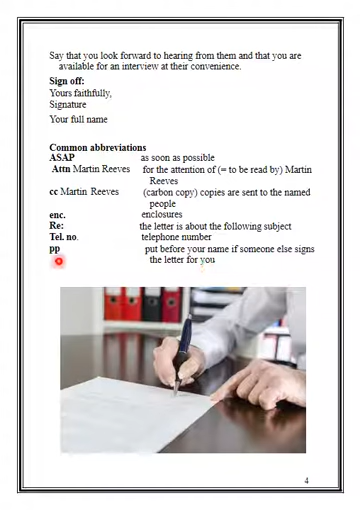 Say that you look forward to hearing from them and that you are
available for an interview at their convenience.
Sign off:
Yours faithfully,
Signature
Your full name
Common abbreviations
ASAP as soon as possible
Attn Martin Reeves for the attention of (= to be read by) Martin
Reeves
cc Martin Reeves (carbon copy) copies are sent to the named
people
enc. enclosures
Re: the letter is about the following subject
Tel. no. telephone number
pp put before your name if someone else signs
the letter for you
4